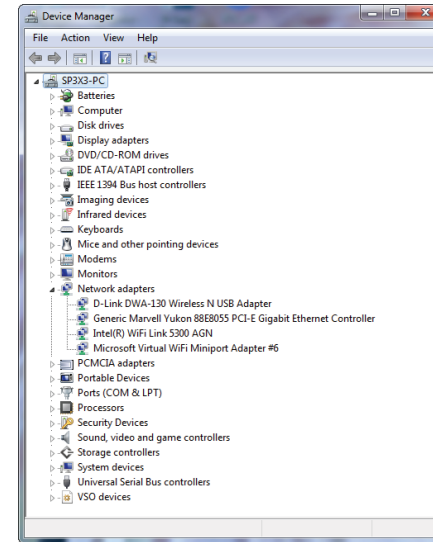 Device Manager
File Action View Help
SP3X3-PC
Batteries
Computer
Disk drives
Display adapters
DVD/CD-ROM drives
IDE ATA/ATAPI controllers
IEEE 1394 Bus host controllers
Imaging devices
Infrared devices
Keyboards
Mice and other pointing devices
Modems
Monitors
Network adapters
D-Link DWA-130 Wireless N USB Adapter
Generic Marvell Yukon 88E8055 PCI-E Gigabit Ethernet Controller
Intel(R) WiFi Link 5300 AGN
Microsoft Virtual WiFi Miniport Adapter #6
PCMCIA adapters
Portable Devices
Ports (COM & LPT)
Processors
Security Devices
Sound, video and game controllers
Storage controllers
System devices
Universal Serial Bus controllers
VSO devices